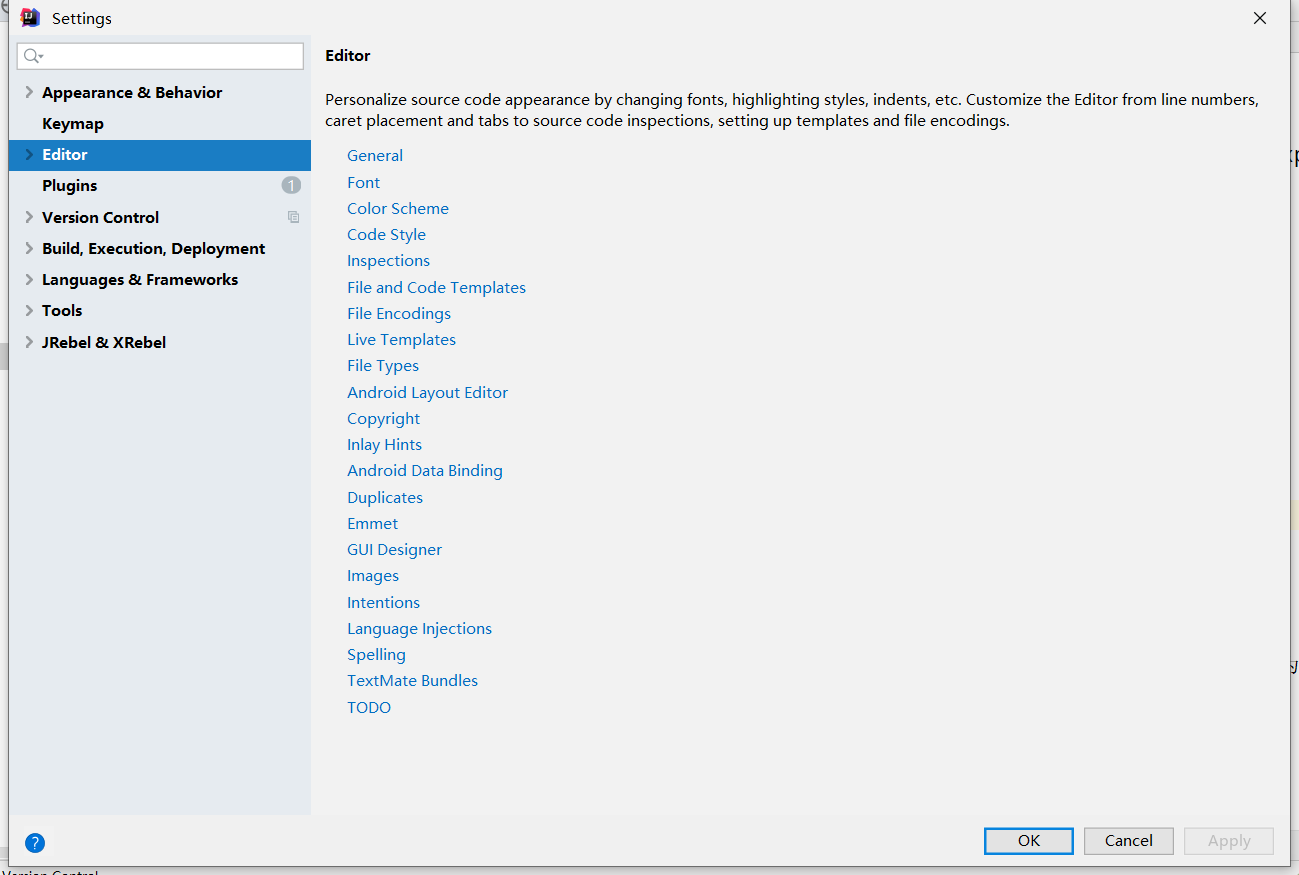 Settings
Appearance & Behavior
Keymap
Editor
Plugins 1
Version Control
Build, Execution, Deployment
Languages & Frameworks
Tools
JRebel & XRebel
Editor
Personalize source code appearance by changing fonts, highlighting styles, indents, etc. Customize the Editor from line numbers,
caret placement and tabs to source code inspections, setting up templates and file encodings.
General
Font
Color Scheme
Code Style
Inspections
File and Code Templates
File Encodings
Live Templates
File Types
Android Layout Editor
Copyright
Inlay Hints
Android Data Binding
Duplicates
Emmet
GUI Designer
Images
Intentions
Language Injections
Spelling
TextMate Bundles
TODO
?
OK Cancel Apply
Version Control